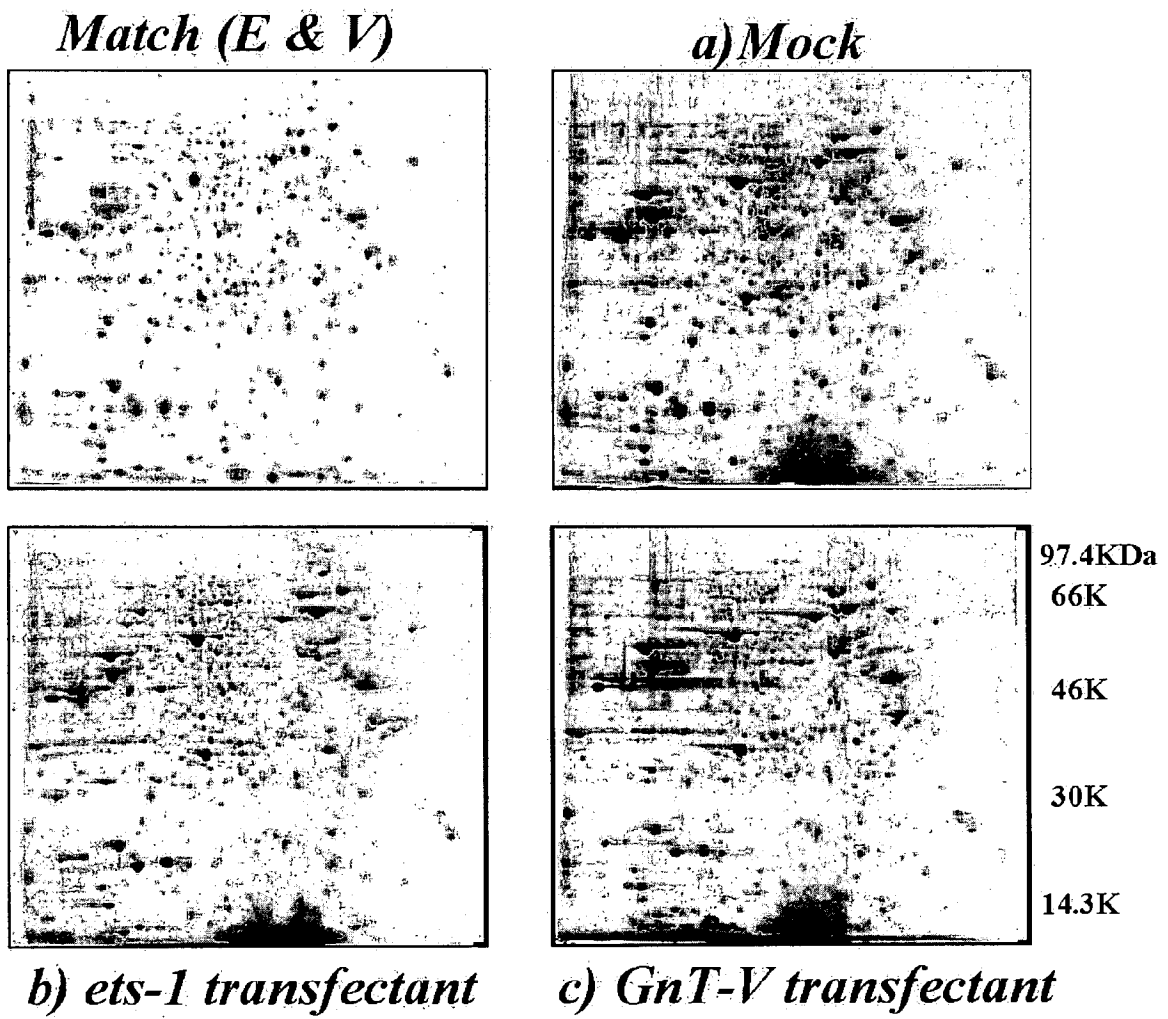 Match (E & V)
a)Mock
97.4KDa
66K
46K
30K
14.3K
b) ets-1 transfectant
c) GnT-V transfectant